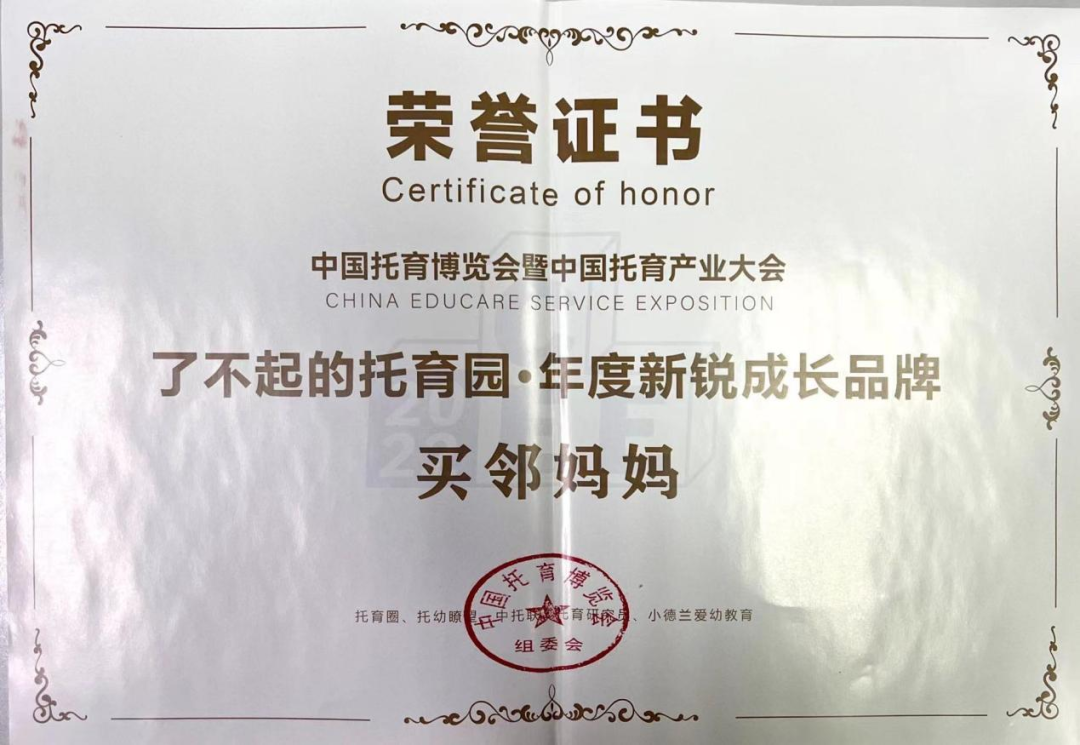 荣誉证书
Certificate of honor
中国托育博览会暨中国托育产业大会
CHINA EDUCARE SERVICE EXPOSITION
了不起的托育园·年度新锐成长品牌
买邻妈妈
中国托育博览会
托育圈、托幼瞭望、中托联、托育研究员、小德兰爱幼教育
组委会